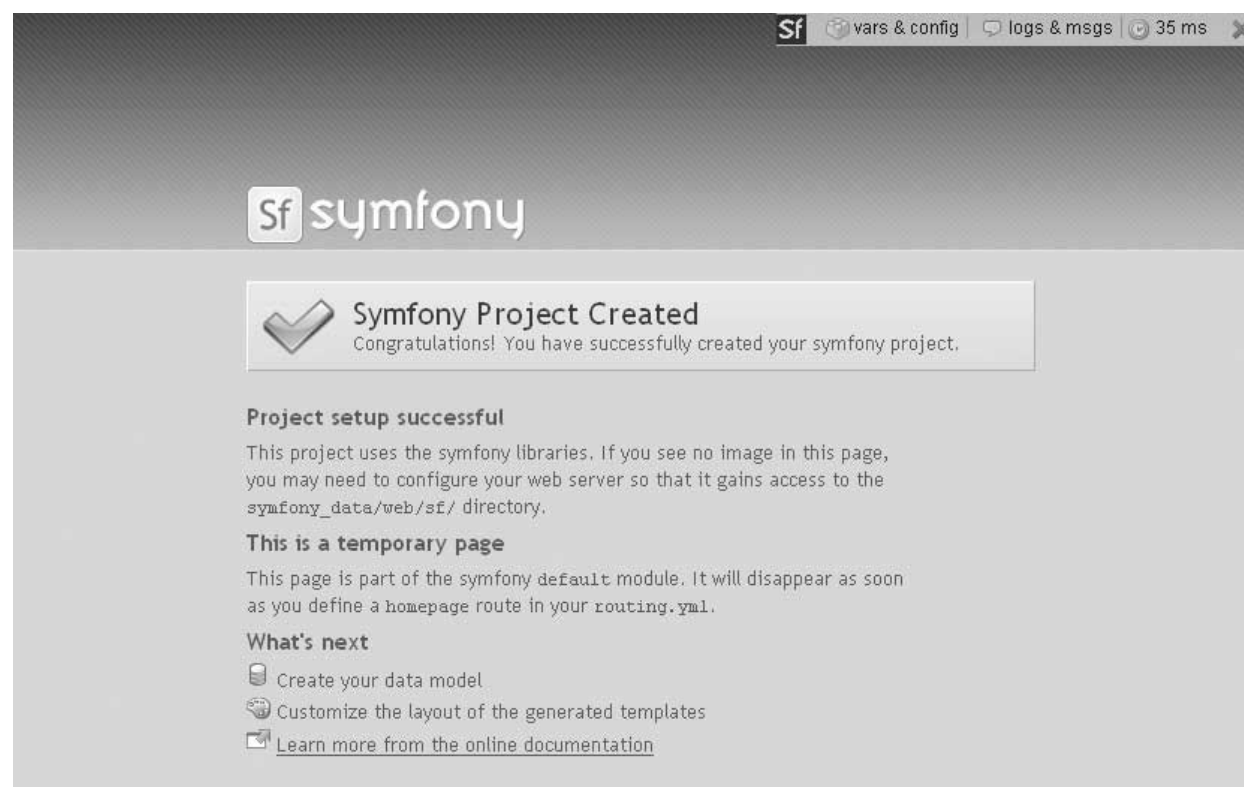 Sf vars & config logs & msgs 35 ms
Sf symfony
Symfony Project Created
Congratulations! You have successfully created your symfony project.
Project setup successful
This project uses the symfony libraries. If you see no image in this page,
you may need to configure your web server so that it gains access to the
symfony_data/web/sf/ directory.
This is a temporary page
This page is part of the symfony default module. It will disappear as soon
as you define a homepage route in your routing.yml.
What's next
Create your data model
Customize the layout of the generated templates
Learn more from the online documentation